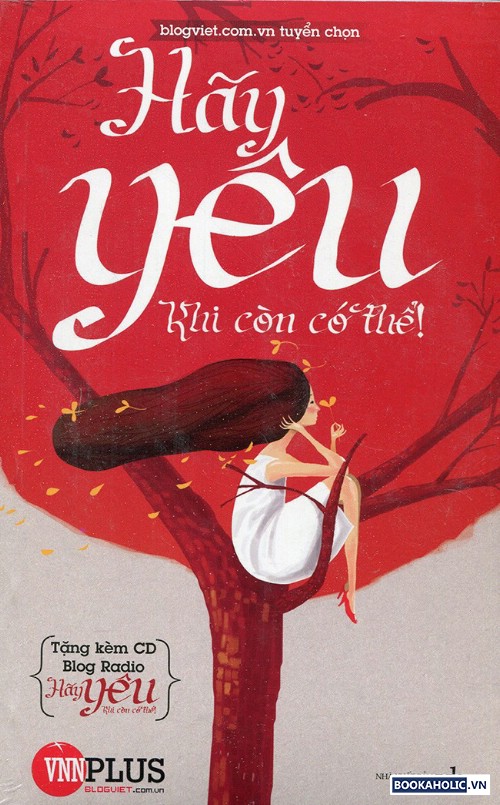 blogviet.com.vn tuyển chọn
Hãy
yêu
Khi còn có thể!
Tặng kèm CD
Blog Radio
Hãy yêu
Khi còn có thể!
VNNPLUS
BLOGVIET.com.vn
BOOKAHOLIC.VN